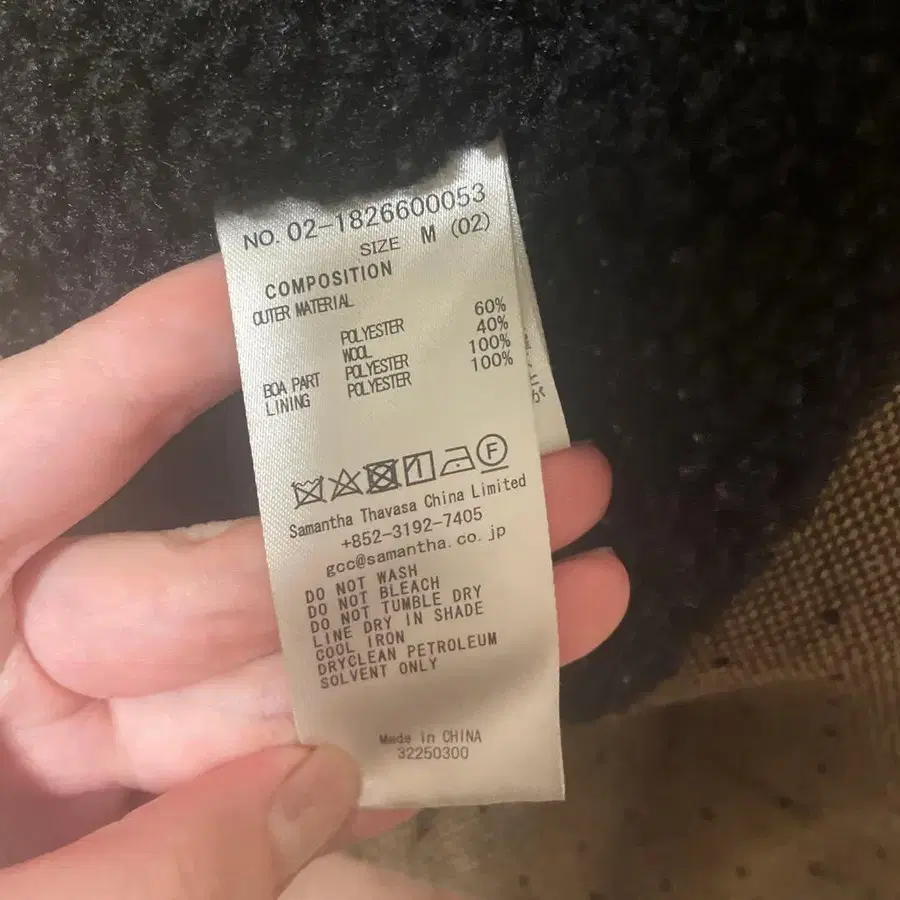 NO. 02-1826600053
SIZE M (02)
COMPOSITION
OUTER MATERIAL
POLYESTER 60%
WOOL 40%
BOA PART POLYESTER 100%
LINING POLYESTER 100%
F
Samantha Thavasa China Limited
+852-3192-7405
gcc@samantha.co.jp
DO NOT WASH
DO NOT BLEACH
DO NOT TUMBLE DRY
LINE DRY IN SHADE
COOL IRON
DRYCLEAN PETROLEUM
SOLVENT ONLY
Made in CHINA
32250300